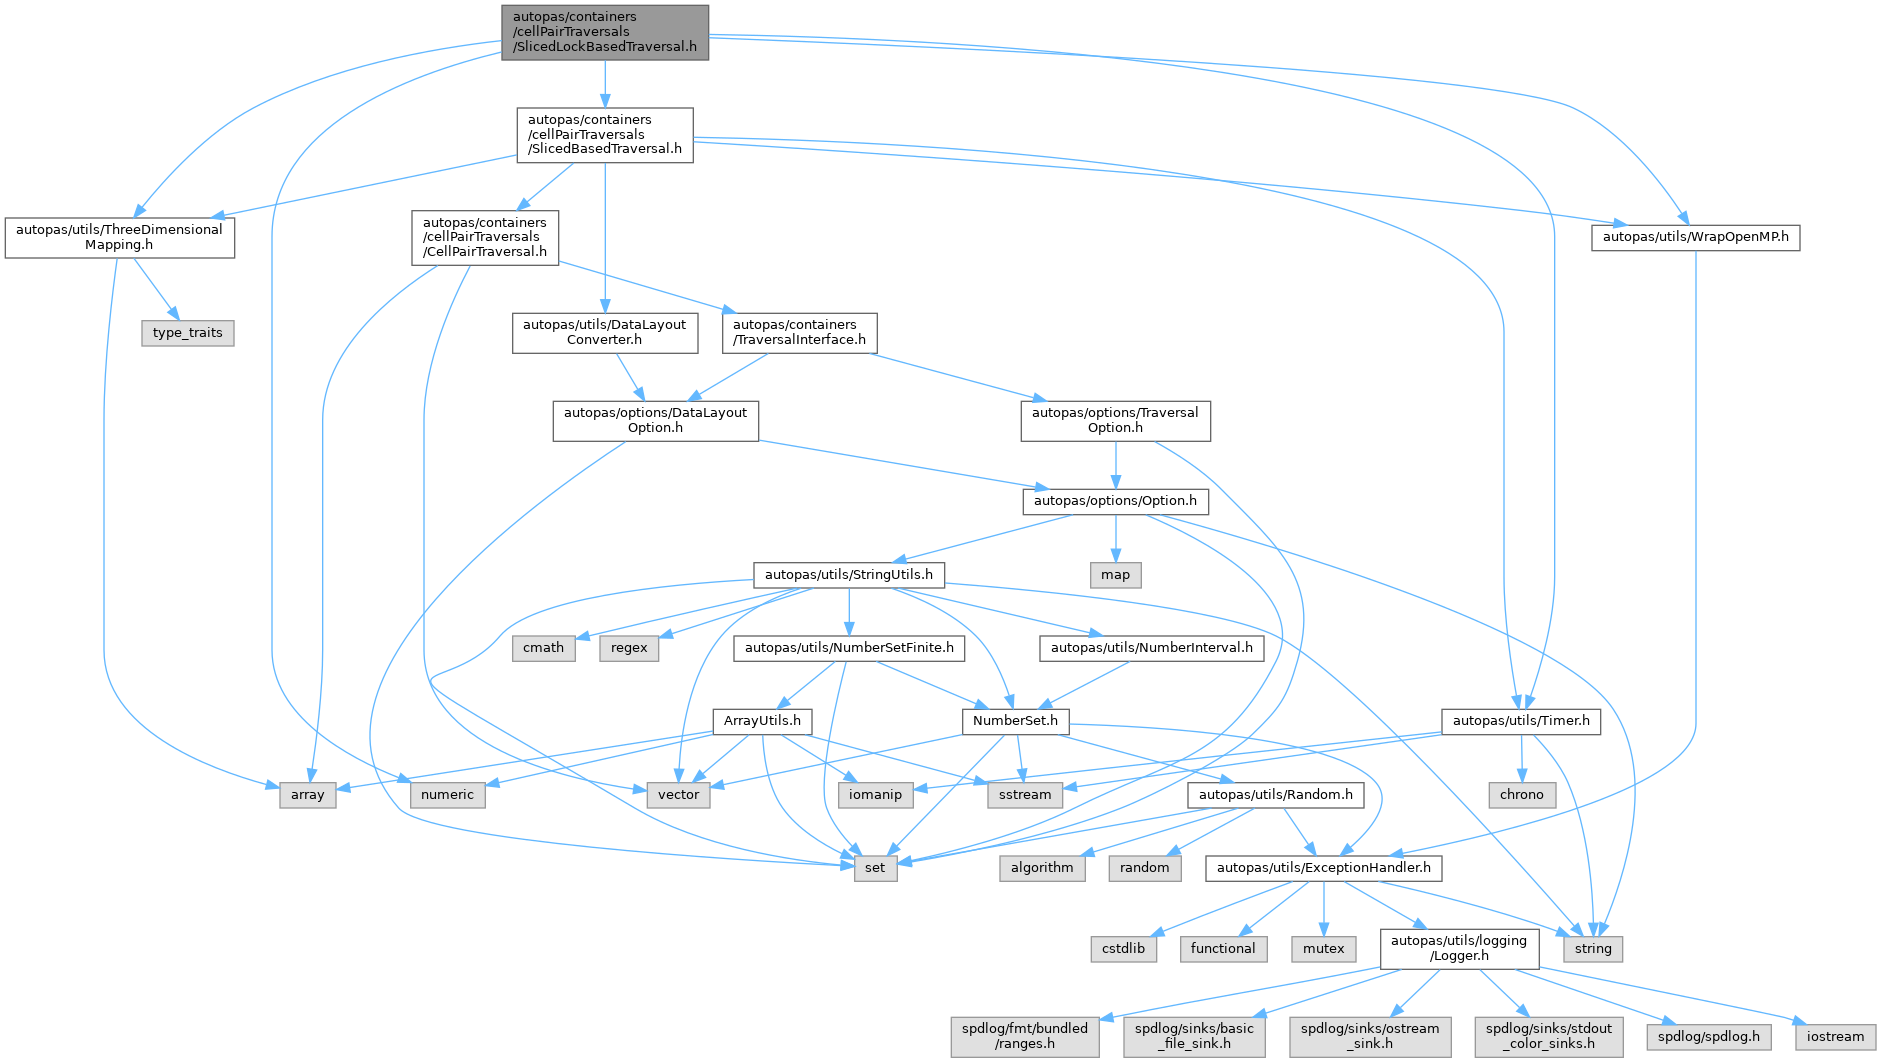 autopas/containers
/cellPairTraversals
/SlicedLockBasedTraversal.h
autopas/containers
/cellPairTraversals
/SlicedBasedTraversal.h
autopas/utils/ThreeDimensional
Mapping.h
autopas/containers
/cellPairTraversals
/CellPairTraversal.h
autopas/utils/WrapOpenMP.h
type_traits
autopas/utils/DataLayout
Converter.h
autopas/containers
/TraversalInterface.h
autopas/options/DataLayout
Option.h
autopas/options/Traversal
Option.h
autopas/options/Option.h
autopas/utils/StringUtils.h
map
cmath
regex
autopas/utils/NumberSetFinite.h
autopas/utils/NumberInterval.h
ArrayUtils.h
NumberSet.h
autopas/utils/Timer.h
array
numeric
vector
iomanip
sstream
autopas/utils/Random.h
chrono
set
algorithm
random
autopas/utils/ExceptionHandler.h
cstdlib
functional
mutex
autopas/utils/logging
/Logger.h
string
spdlog/fmt/bundled
/ranges.h
spdlog/sinks/basic
_file_sink.h
spdlog/sinks/ostream
_sink.h
spdlog/sinks/stdout
_color_sinks.h
spdlog/spdlog.h
iostream